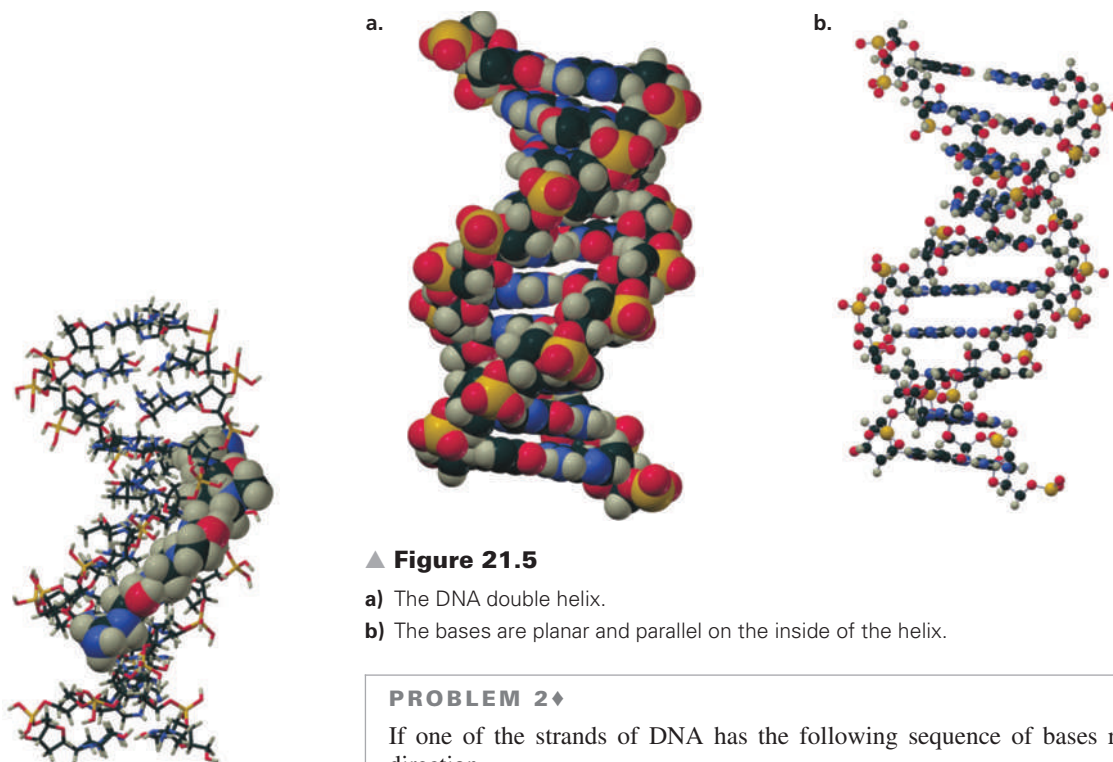 a.
b.
▲ Figure 21.5
a) The DNA double helix.
b) The bases are planar and parallel on the inside of the helix.
PROBLEM 2♦
If one of the strands of DNA has the following sequence of bases